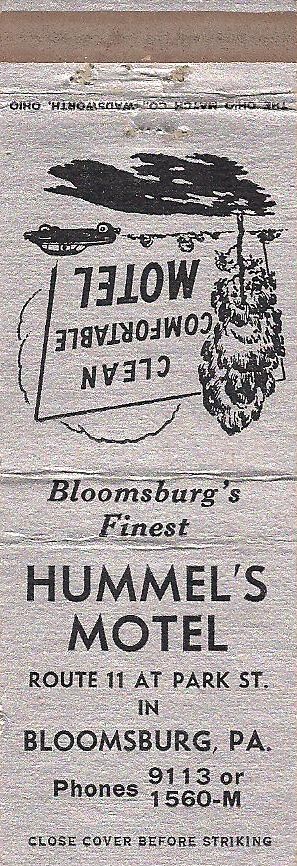 THE OHIO MATCH CO., WADSWORTH, OHIO
CLEAN
COMFORTABLE
MOTEL
Bloomsburg's
Finest
HUMMEL'S
MOTEL
ROUTE 11 AT PARK ST.
IN
BLOOMSBURG, PA.
Phones 9113 or
1560-M
CLOSE COVER BEFORE STRIKING